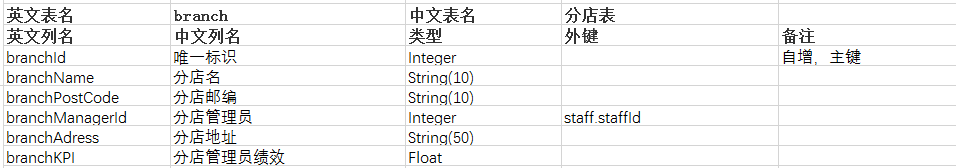 英文表名 branch 中文表名 分店表
英文列名 中文列名 类型 外键 备注
branchId 唯一标识 Integer 自增，主键
branchName 分店名 String(10)
branchPostCode 分店邮编 String(10)
branchManagerId 分店管理员 Integer staff.staffId
branchAdress 分店地址 String(50)
branchKPI 分店管理员绩效 Float